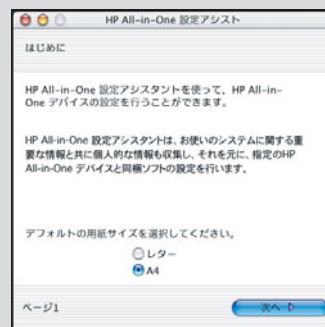 HP All-in-One 設定アシスト
はじめに
HP All-in-One 設定アシスタントを使って、HP All-in-
One デバイスの設定を行うことができます。
HP All-in-One 設定アシスタントは、お使いのシステムに関する重
要な情報と共に個人的な情報も収集し、それを元に、指定のHP
All-in-One デバイスと同梱ソフトの設定を行います。
デフォルトの用紙サイズを選択してください。
レター
A4
ページ1
次へ